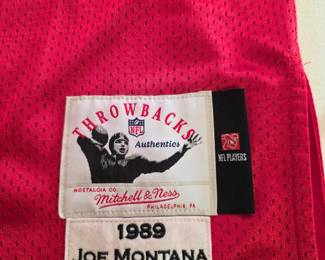 THROWBACKS
NFL
Authentics
NFL PLAYERS
NOSTALGIA CO.
Mitchell & Ness
PHILADELPHIA, PA
1989
JOE MONTANA